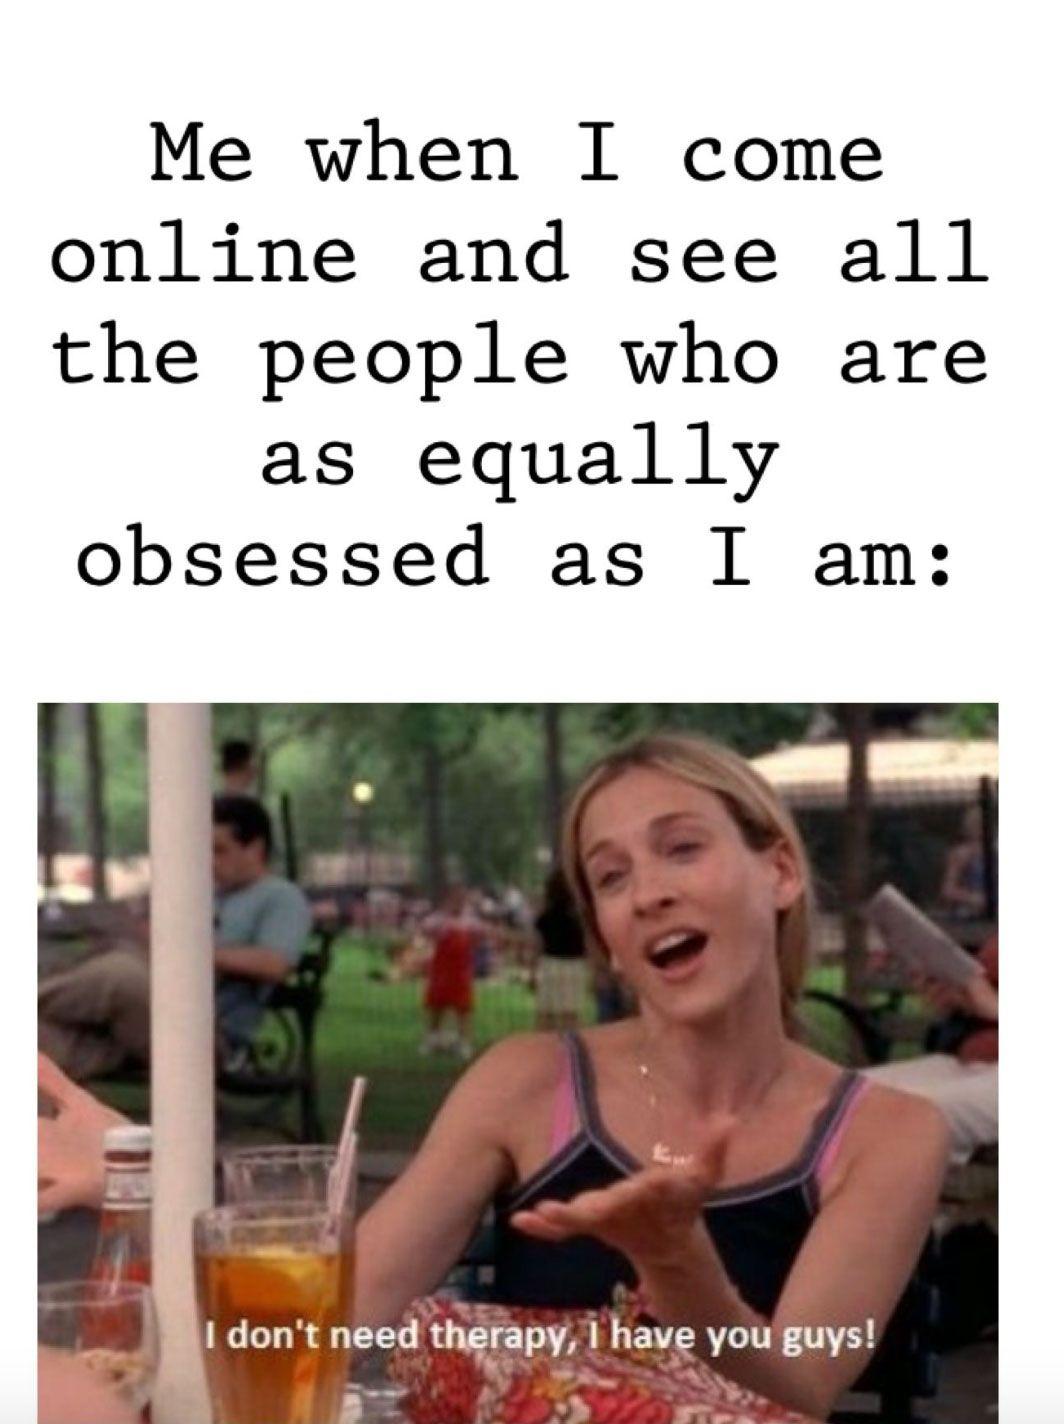 Me when I come
online and see all
the people who are
as equally
obsessed as I am:
I don't need therapy, I have you guys!